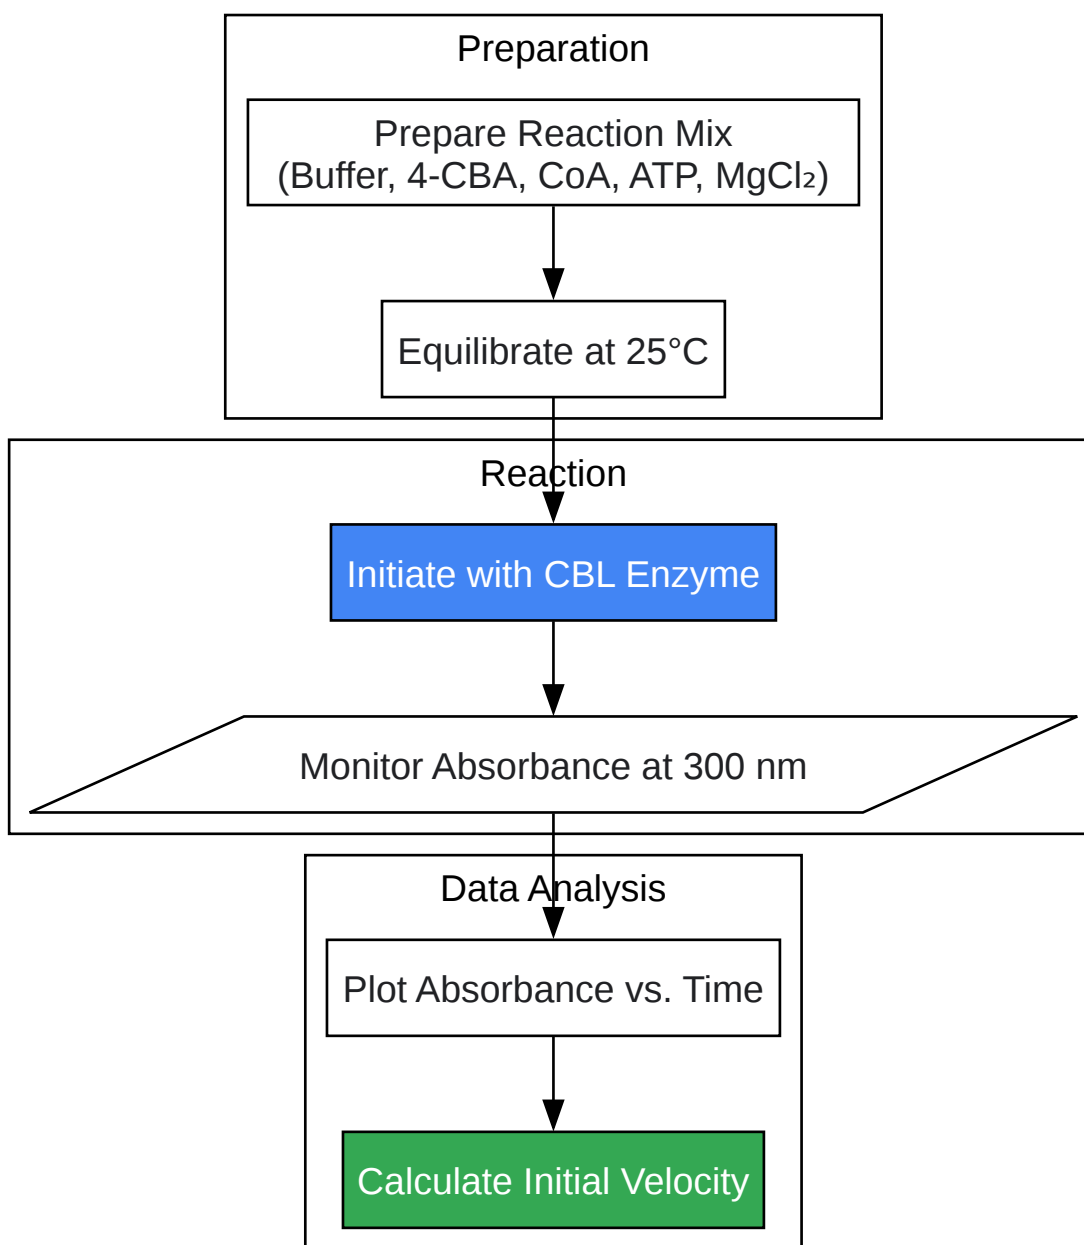 Preparation
Prepare Reaction Mix
(Buffer, 4-CBA, CoA, ATP, MgCl₂)
Equilibrate at 25°C
Reaction
Initiate with CBL Enzyme
Monitor Absorbance at 300 nm
Data Analysis
Plot Absorbance vs. Time
Calculate Initial Velocity